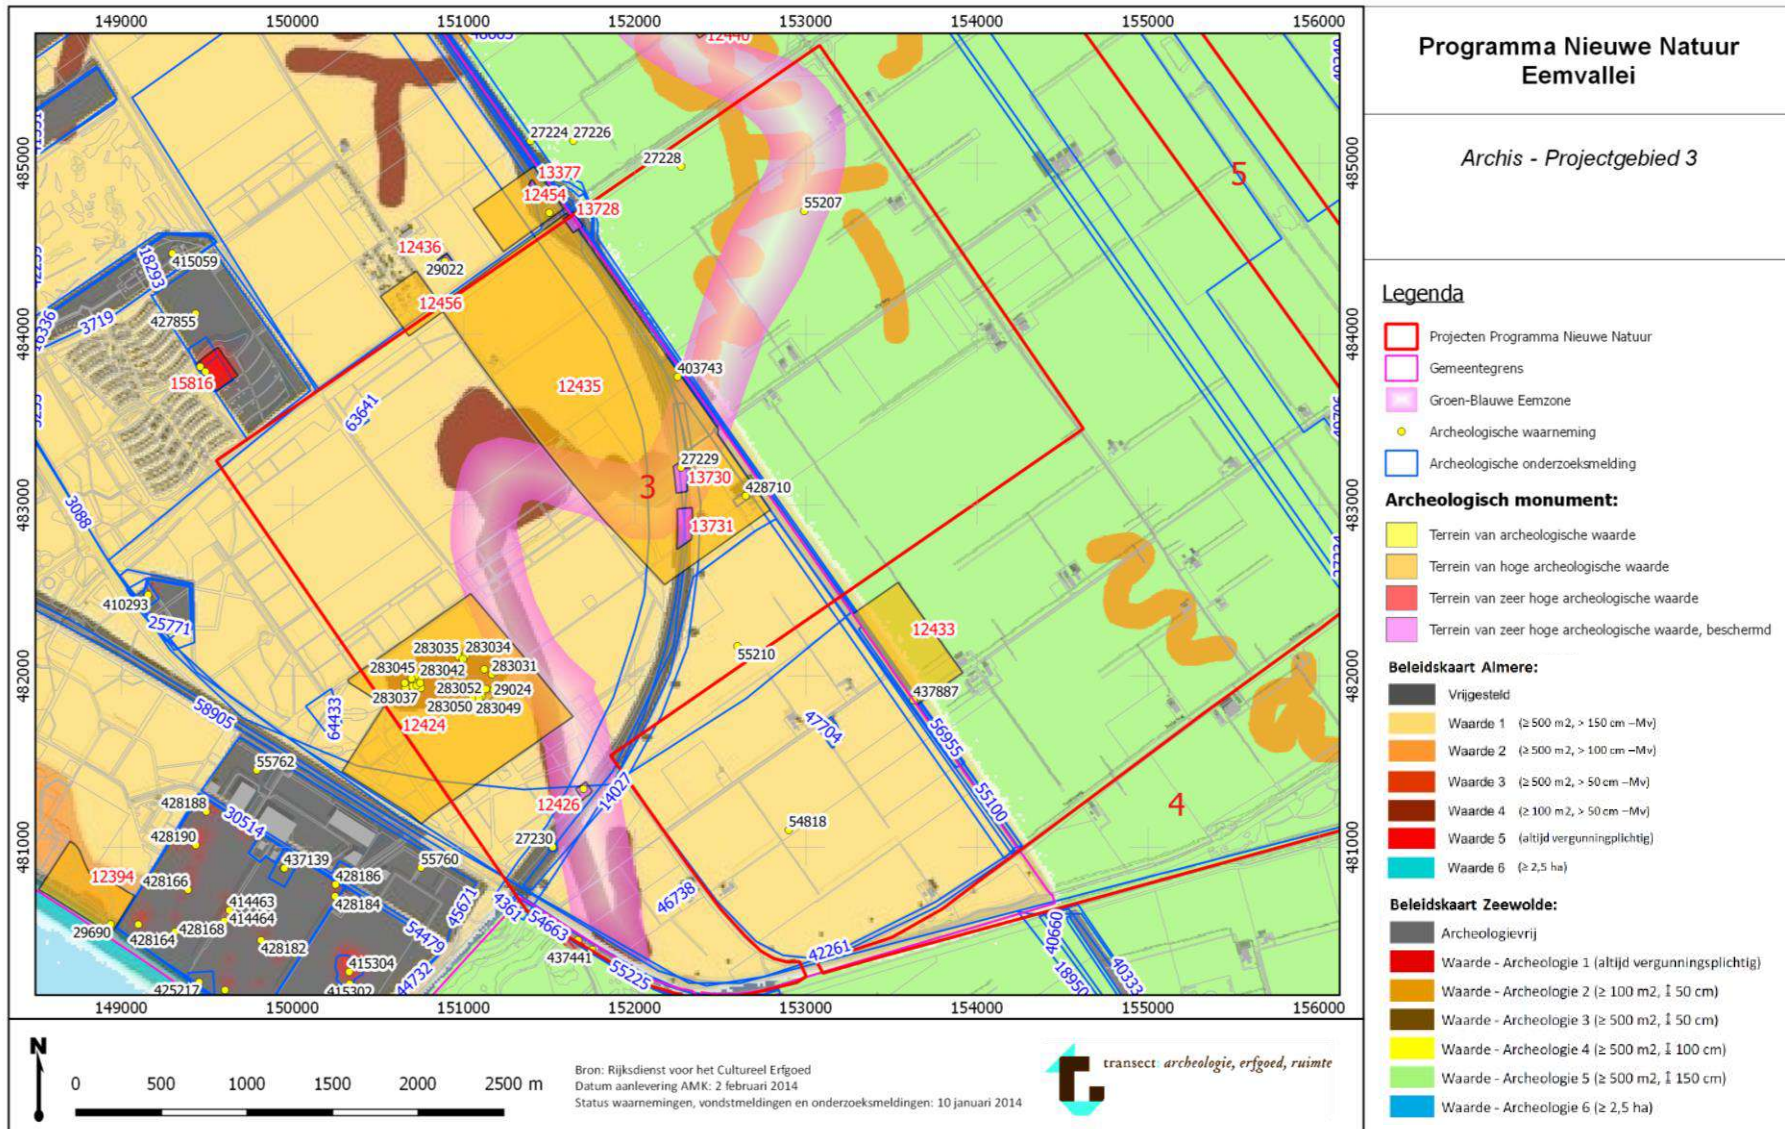 149000 150000 151000 152000 153000 154000 155000 156000
Programma Nieuwe Natuur
Eemvallei
Archis - Projectgebied 3
Legenda
Projecten Programma Nieuwe Natuur
Gemeentegrens
Groen-Blauwe Eemzone
Archeologische waarneming
Archeologische onderzoeksmelding
Archeologisch monument:
Terrein van archeologische waarde
Terrein van hoge archeologische waarde
Terrein van zeer hoge archeologische waarde
Terrein van zeer hoge archeologische waarde, beschermd
Beleidskaart Almere:
Vrijgesteld
Waarde 1 (≥ 500 m2, > 150 cm –Mv)
Waarde 2 (≥ 500 m2, > 100 cm –Mv)
Waarde 3 (≥ 500 m2, > 50 cm –Mv)
Waarde 4 (≥ 100 m2, > 50 cm –Mv)
Waarde 5 (altijd vergunningplichtig)
Waarde 6 (≥ 2,5 ha)
Beleidskaart Zeewolde:
Archeologievrij
Waarde - Archeologie 1 (altijd vergunningsplichtig)
Waarde - Archeologie 2 (≥ 100 m2, ↕ 50 cm)
Waarde - Archeologie 3 (≥ 500 m2, ↕ 50 cm)
Waarde - Archeologie 4 (≥ 500 m2, ↕ 100 cm)
Waarde - Archeologie 5 (≥ 500 m2, ↕ 150 cm)
Waarde - Archeologie 6 (≥ 2,5 ha)
485000
484000
483000
482000
481000
485000
484000
483000
482000
481000
12440
27224 27226
27228
13377
12454
13728
55207
5
12436
29022
12456
415059
18293
16336
3719
427855
15816
63641
12435
403743
27229
3
13730
428710
13731
3088
410293
25771
283035 283034
283045 283042 283031
283037 283052 29024
283050 283049
12424
55210
12433
437887
58905
64433
47704
56955
55100
55762
14027
12426
428188
30514
428190
437139
55760
27230
54818
4
12394
428166
428186
414463
428184
414464
45671
4361
54663
46738
29690
428164
428168
428182
54479
437441
42261
40660
415304
44732
55225
18950
40333
425217
415302
N
0 500 1000 1500 2000 2500 m
Bron: Rijksdienst voor het Cultureel Erfgoed
Datum aanlevering AMK: 2 februari 2014
Status waarnemingen, vondstmeldingen en onderzoeksmeldingen: 10 januari 2014
transect: archeologie, erfgoed, ruimte